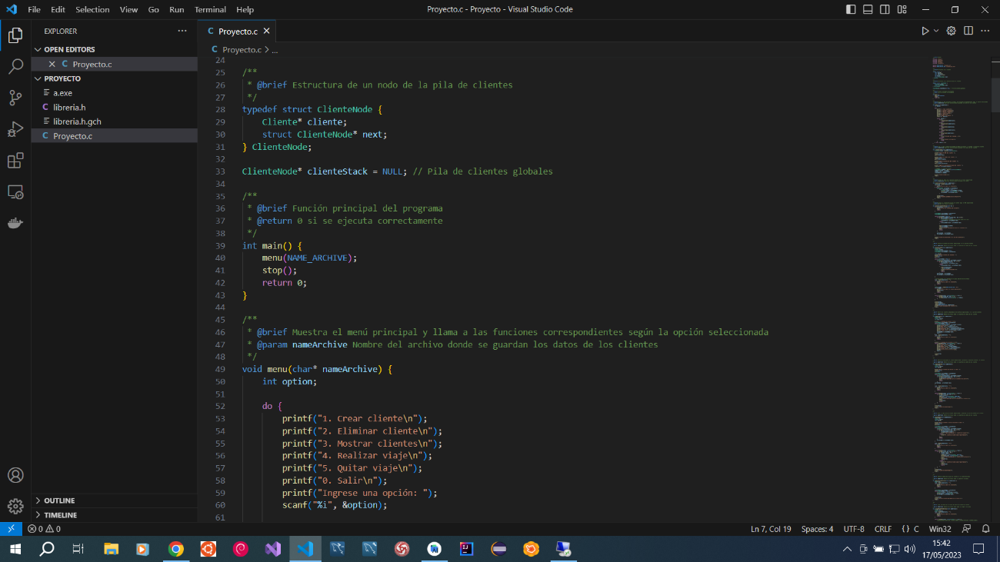 File Edit Selection View Go Run Terminal Help Proyecto.c - Proyecto - Visual Studio Code
EXPLORER
OPEN EDITORS
Proyecto.c
PROYECTO
a.exe
libreria.h
libreria.h.gch
Proyecto.c
OUTLINE
TIMELINE
Proyecto.c
Proyecto.c > ...
24
25 /**
26  * @brief Estructura de un nodo de la pila de clientes
27  */
28 typedef struct ClienteNode {
29     Cliente* cliente;
30     struct ClienteNode* next;
31 } ClienteNode;
32
33 ClienteNode* clienteStack = NULL; // Pila de clientes globales
34
35 /**
36  * @brief Función principal del programa
37  * @return 0 si se ejecuta correctamente
38  */
39 int main() {
40     menu(NAME_ARCHIVE);
41     stop();
42     return 0;
43 }
44
45 /**
46  * @brief Muestra el menú principal y llama a las funciones correspondientes según la opción seleccionada
47  * @param nameArchive Nombre del archivo donde se guardan los datos de los clientes
48  */
49 void menu(char* nameArchive) {
50     int option;
51
52     do {
53         printf("1. Crear cliente\n");
54         printf("2. Eliminar cliente\n");
55         printf("3. Mostrar clientes\n");
56         printf("4. Realizar viaje\n");
57         printf("5. Quitar viaje\n");
58         printf("0. Salir\n");
59         printf("Ingrese una opción: ");
60         scanf("%i", &option);
61
0 0 Ln 7, Col 19 Spaces: 4 UTF-8 CRLF {} C Win32
15:42
17/05/2023